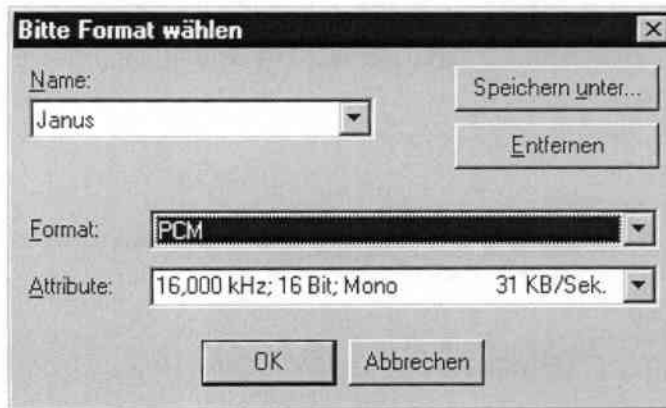 Bitte Format wählen
Name:
Janus
Speichern unter...
Entfernen
Format:
PCM
Attribute:
16,000 kHz; 16 Bit; Mono 31 KB/Sek.
OK
Abbrechen